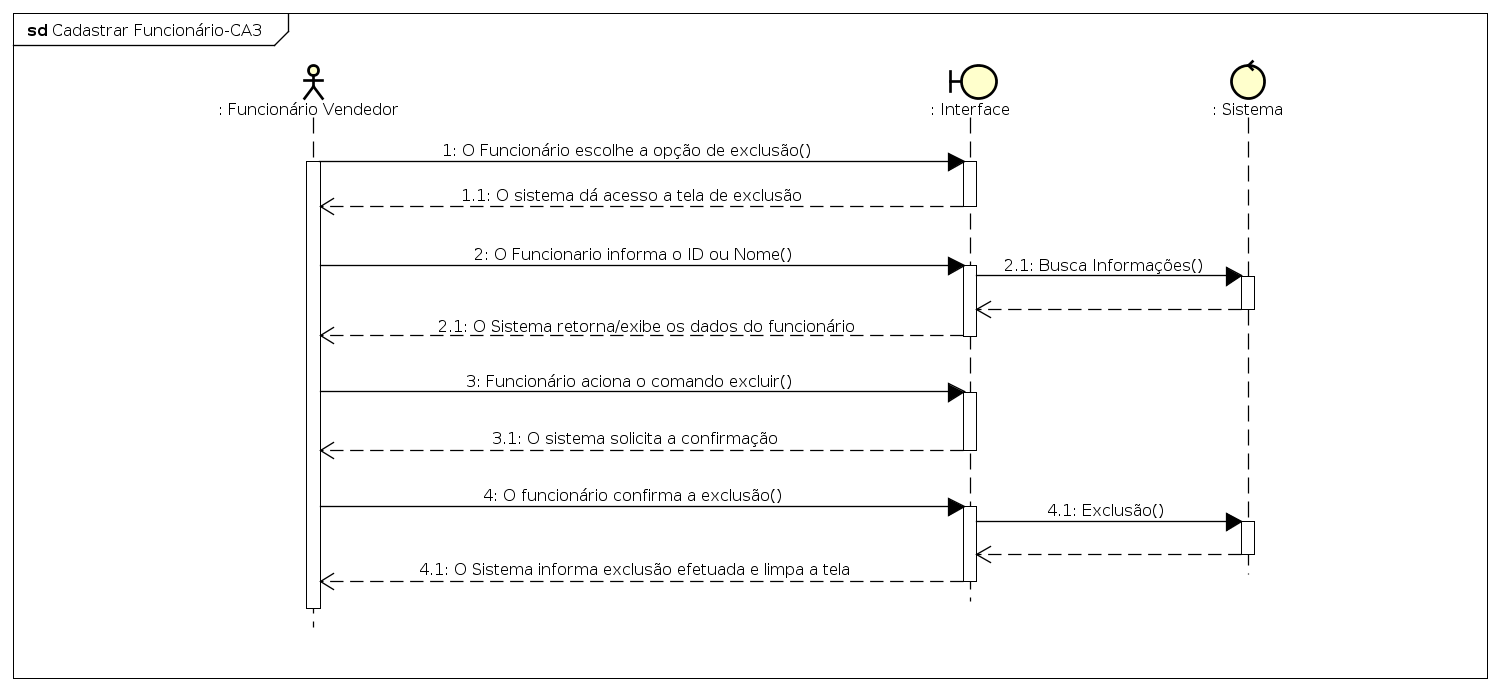 sd Cadastrar Funcionário-CA3
: Funcionário Vendedor
: Interface
: Sistema
1: O Funcionário escolhe a opção de exclusão()
1.1: O sistema dá acesso a tela de exclusão
2: O Funcionario informa o ID ou Nome()
2.1: Busca Informações()
2.1: O Sistema retorna/exibe os dados do funcionário
3: Funcionário aciona o comando excluir()
3.1: O sistema solicita a confirmação
4: O funcionário confirma a exclusão()
4.1: Exclusão()
4.1: O Sistema informa exclusão efetuada e limpa a tela